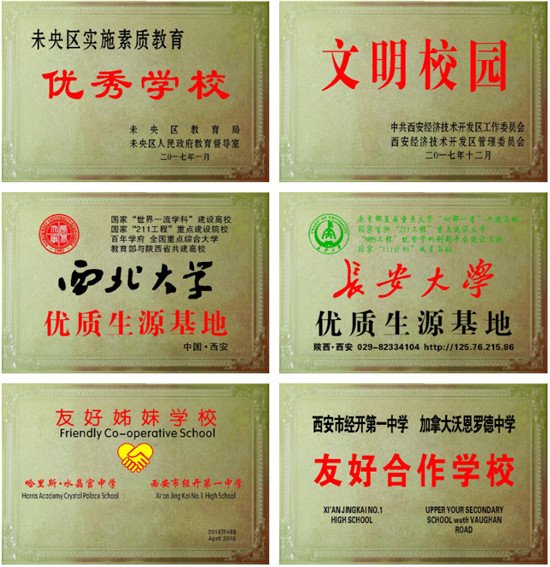 未央区实施素质教育
优秀学校
未央区教育局
未央区人民政府教育督导室
二〇一七年一月
文明校园
中共西安经济技术开发区工作委员会
西安经济技术开发区管理委员会
二〇一七年十二月
国家“世界一流学科”建设高校
国家“211工程”重点建设院校
百年学府 全国重点综合大学
教育部与陕西省共建高校
西北大学
优质生源基地
中国·西安
长安大学
优质生源基地
陕西·西安 029-82334104 http://125.76.215.86
友好姊妹学校
Friendly Co-operative School
哈里斯·水晶宫中学 西安市经开第一中学
Harris Academy Crystal Palace School Xi'an Jing Kai No.1 High School
April 2016
西安市经开第一中学 加拿大沃恩罗德中学
友好合作学校
XI'AN JINGKAI NO.1 HIGH SCHOOL
UPPER YOUR SECONDARY SCHOOL wuth VAUGHAN ROAD